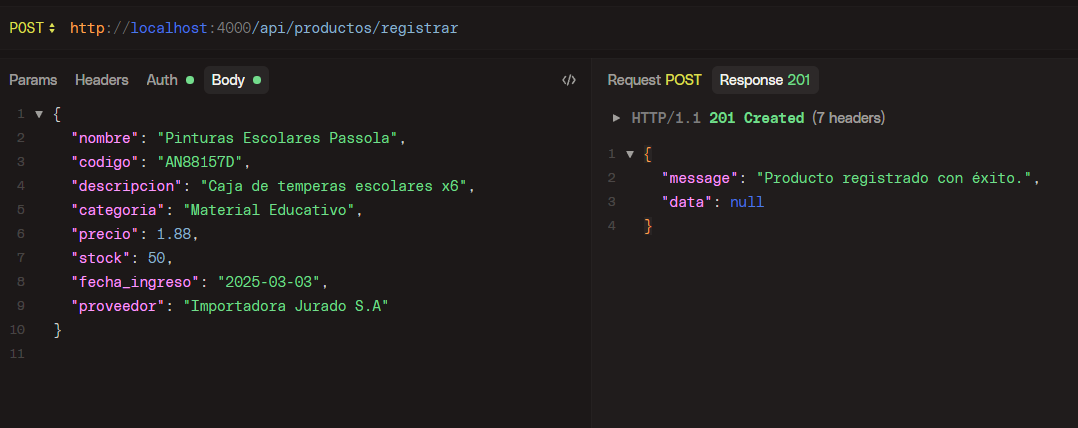 POST http://localhost:4000/api/productos/registrar
Params Headers Auth Body </>
1 {
2 "nombre": "Pinturas Escolares Passola",
3 "codigo": "AN88157D",
4 "descripcion": "Caja de temperas escolares x6",
5 "categoria": "Material Educativo",
6 "precio": 1.88,
7 "stock": 50,
8 "fecha_ingreso": "2025-03-03",
9 "proveedor": "Importadora Jurado S.A"
10 }
11
Request POST Response 201
HTTP/1.1 201 Created (7 headers)
1 {
2 "message": "Producto registrado con éxito.",
3 "data": null
4 }